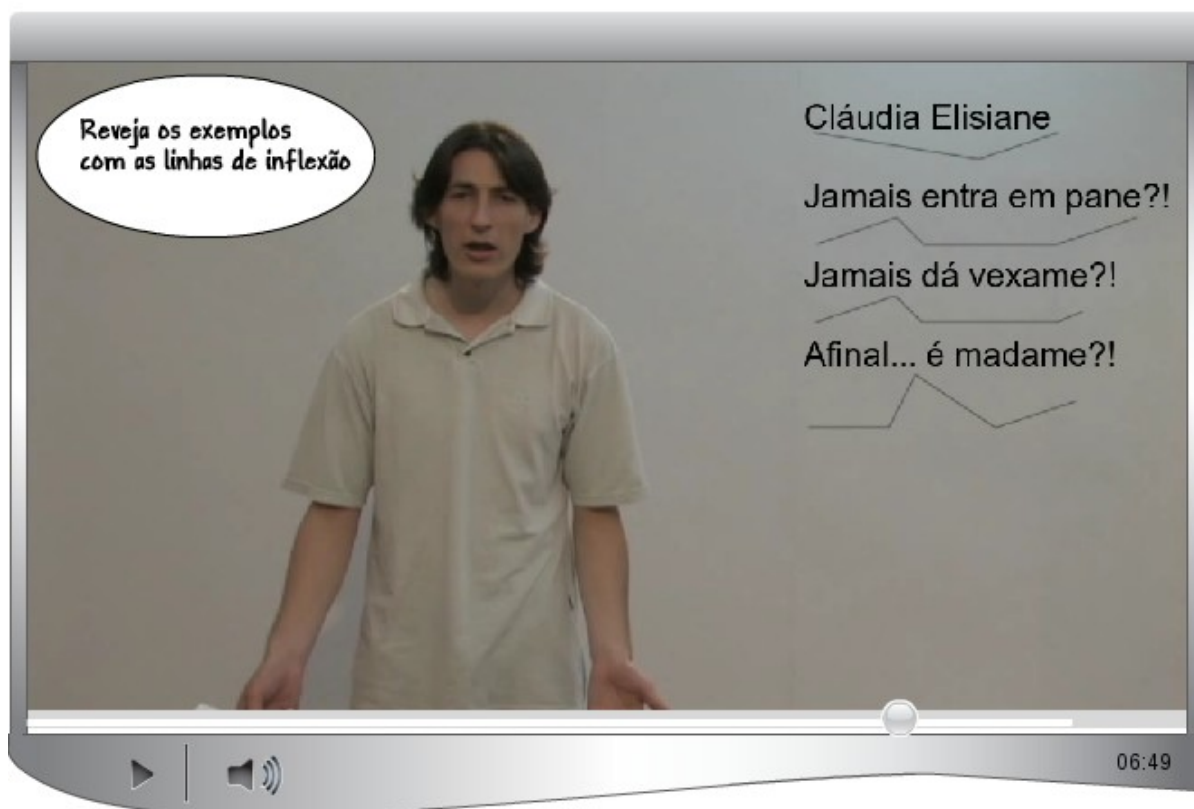 Reveja os exemplos
com as linhas de inflexão
Cláudia Elisiane
Jamais entra em pane?!
Jamais dá vexame?!
Afinal... é madame?!
06:49